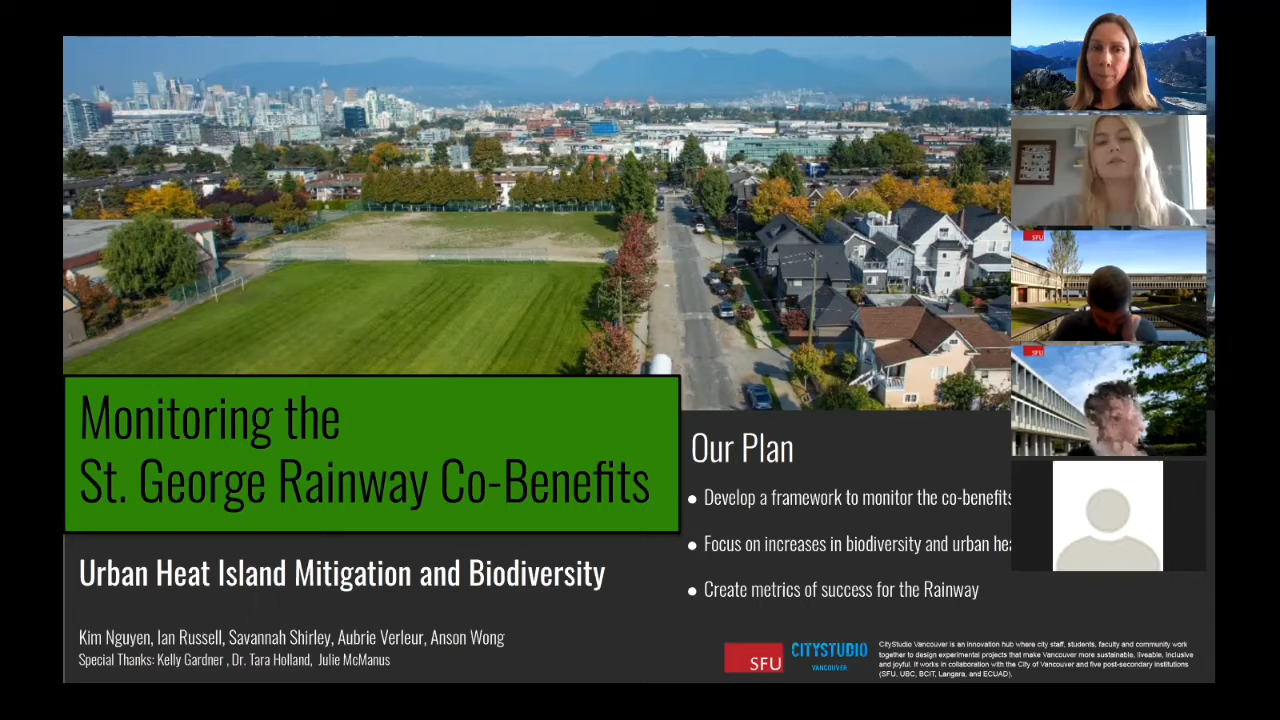 Monitoring the
St. George Rainway Co-Benefits
Urban Heat Island Mitigation and Biodiversity
Kim Nguyen, Ian Russell, Savannah Shirley, Aubrie Verleur, Anson Wong
Special Thanks: Kelly Gardner , Dr. Tara Holland, Julie McManus
Our Plan
Develop a framework to monitor the co-benefits
Focus on increases in biodiversity and urban
Create metrics of success for the Rainway
SFU
CITYSTUDIO
VANCOUVER
CityStudio Vancouver is an innovation hub where city staff, students, faculty and community work
together to design experimental projects that make Vancouver more sustainable, liveable, inclusive
and joyful. It works in collaboration with the City of Vancouver and five post-secondary institutions
(SFU, UBC, BCIT, Langara, and ECUAD).
SFU
SFU